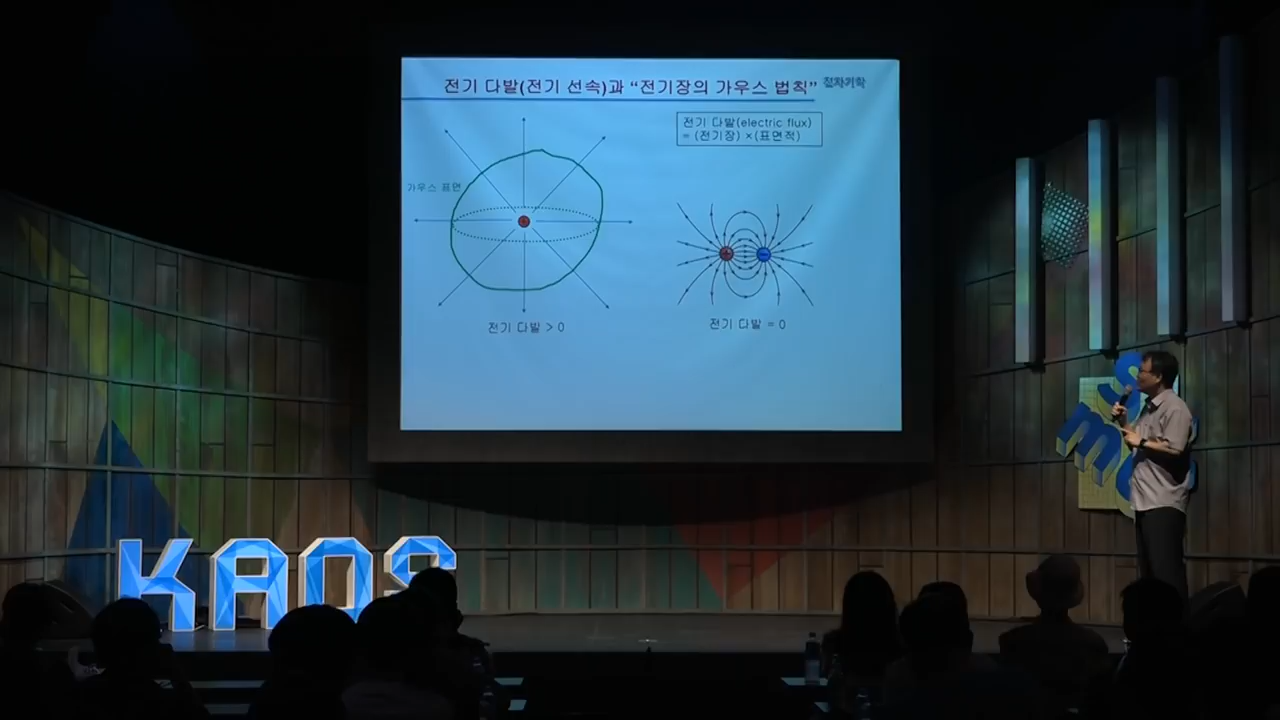 전기 다발(전기 선속)과 “전기장의 가우스 법칙”
전자기학
전기 다발(electric flux)
= (전기장) ×(표면적)
가우스 표면
+
−
전기 다발 > 0
전기 다발 = 0
KAOS